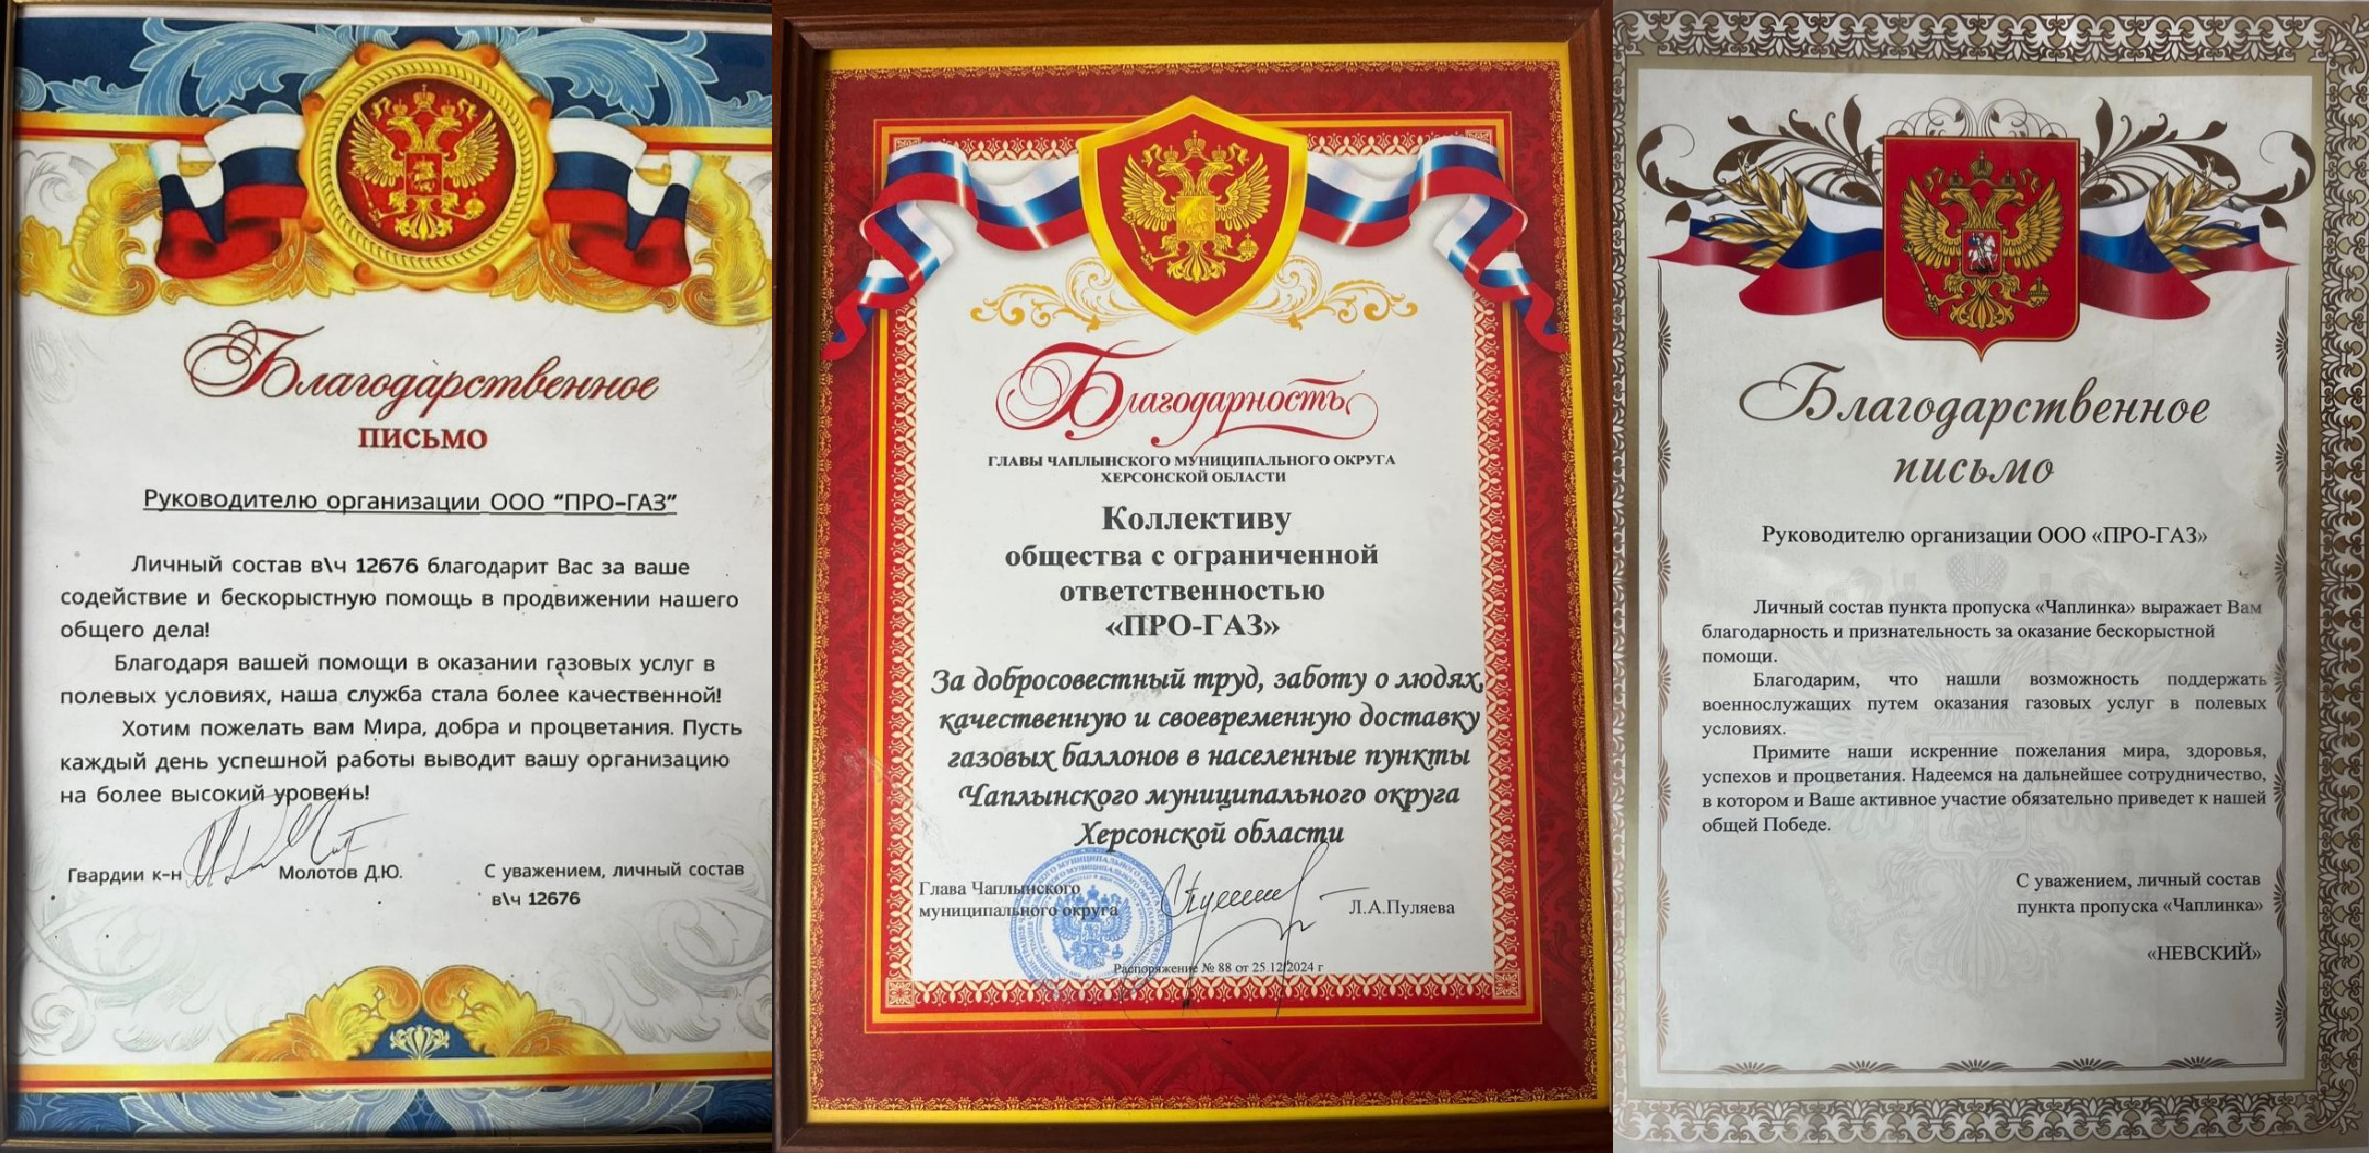 Благодарственное
письмо
Руководителю организации ООО "ПРО-ГАЗ"
Личный состав в\ч 12676 благодарит Вас за ваше
содействие и бескорыстную помощь в продвижении нашего
общего дела!
Благодаря вашей помощи в оказании газовых услуг в
полевых условиях, наша служба стала более качественной!
Хотим пожелать вам Мира, добра и процветания. Пусть
каждый день успешной работы выводит вашу организацию
на более высокий уровень!
Гвардии к-н Молотов Д.Ю.
С уважением, личный состав
в\ч 12676
Благодарность
ГЛАВЫ ЧАПЛЫНСКОГО МУНИЦИПАЛЬНОГО ОКРУГА
ХЕРСОНСКОЙ ОБЛАСТИ
Коллективу
общества с ограниченной
ответственностью
«ПРО-ГАЗ»
За добросовестный труд, заботу о людях,
качественную и своевременную доставку
газовых баллонов в населенные пункты
Чаплынского муниципального округа
Херсонской области
Глава Чаплынского
муниципального округа
Л.А.Пуляева
Распоряжение № 88 от 25.12.2024 г
Благодарственное
письмо
Руководителю организации ООО «ПРО-ГАЗ»
Личный состав пункта пропуска «Чаплинка» выражает Вам
благодарность и признательность за оказание бескорыстной
помощи.
Благодарим, что нашли возможность поддержать
военнослужащих путем оказания газовых услуг в полевых
условиях.
Примите наши искренние пожелания мира, здоровья,
успехов и процветания. Надеемся на дальнейшее сотрудничество,
в котором и Ваше активное участие обязательно приведет к нашей
общей Победе.
С уважением, личный состав
пункта пропуска «Чаплинка»
«НЕВСКИЙ»